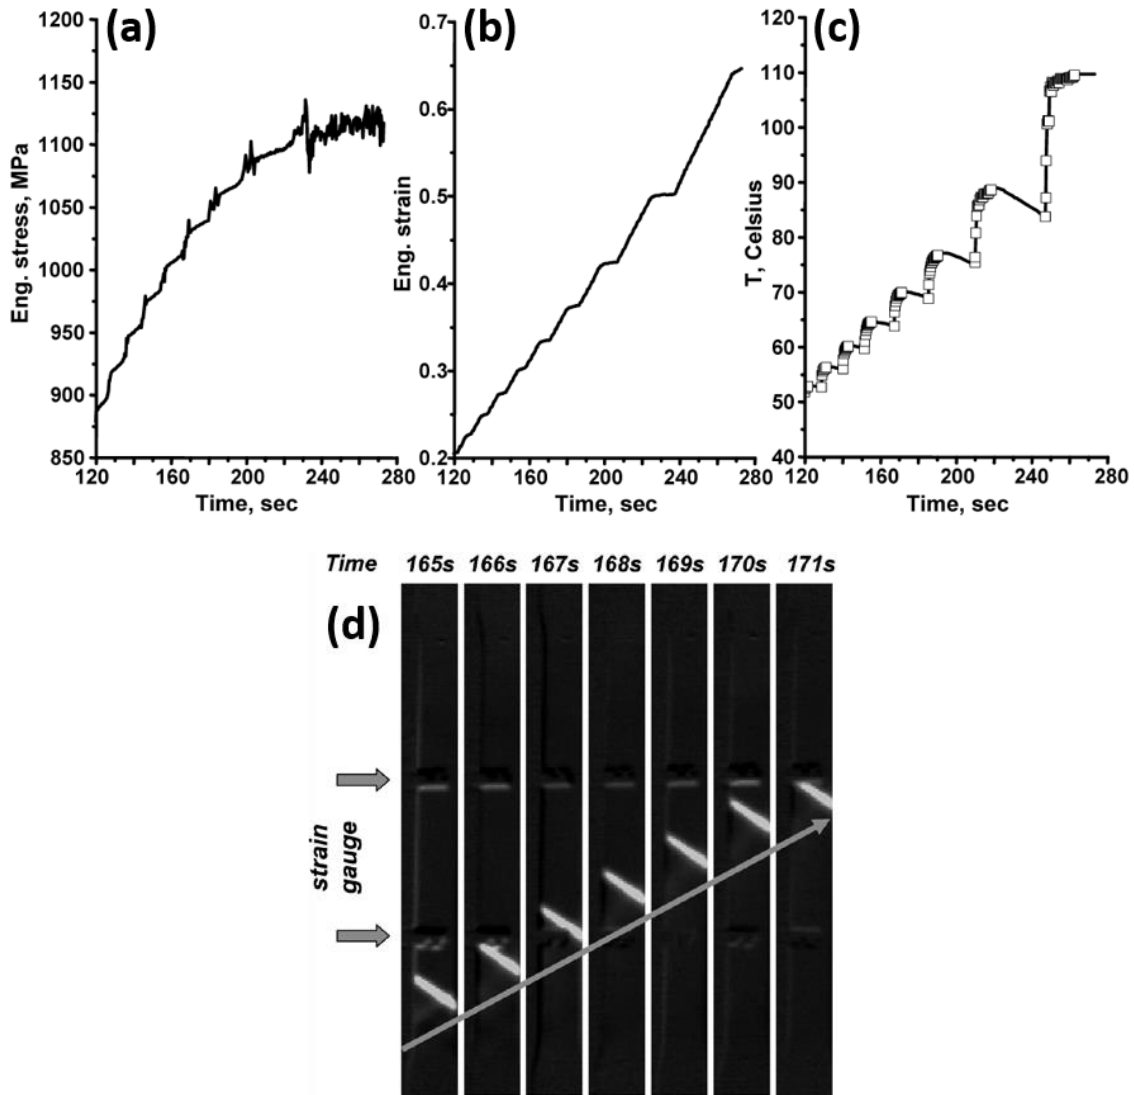 (a)
1200
1150
1100
1050
1000
950
900
850
Eng. stress, MPa
120 160 200 240 280
Time, sec
(b)
0.7
0.6
0.5
0.4
0.3
0.2
Eng. strain
120 160 200 240 280
Time, sec
(c)
120
110
100
90
80
70
60
50
40
T, Celsius
120 160 200 240 280
Time, sec
Time 165s 166s 167s 168s 169s 170s 171s
(d)
strain
gauge